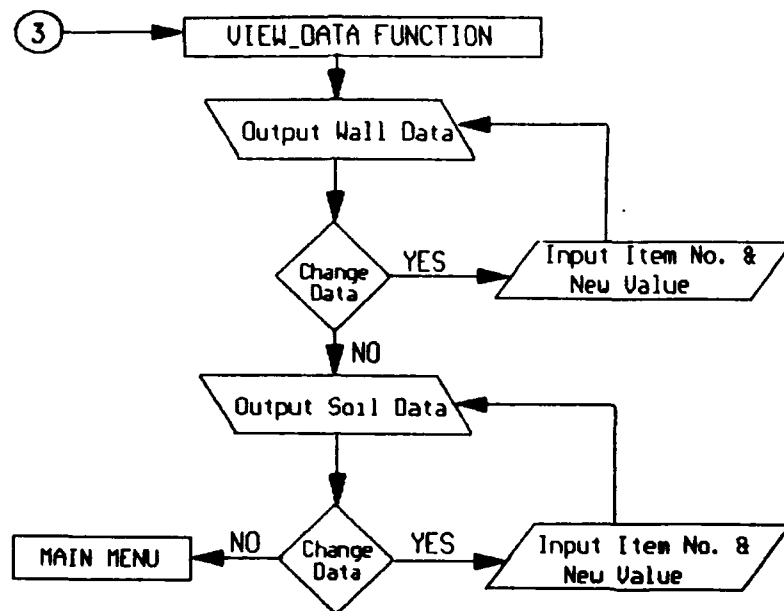 3
VIEW_DATA FUNCTION
Output Wall Data
Change
Data
YES
Input Item No. &
New Value
NO
Output Soil Data
Change
Data
YES
Input Item No. &
New Value
NO
MAIN MENU